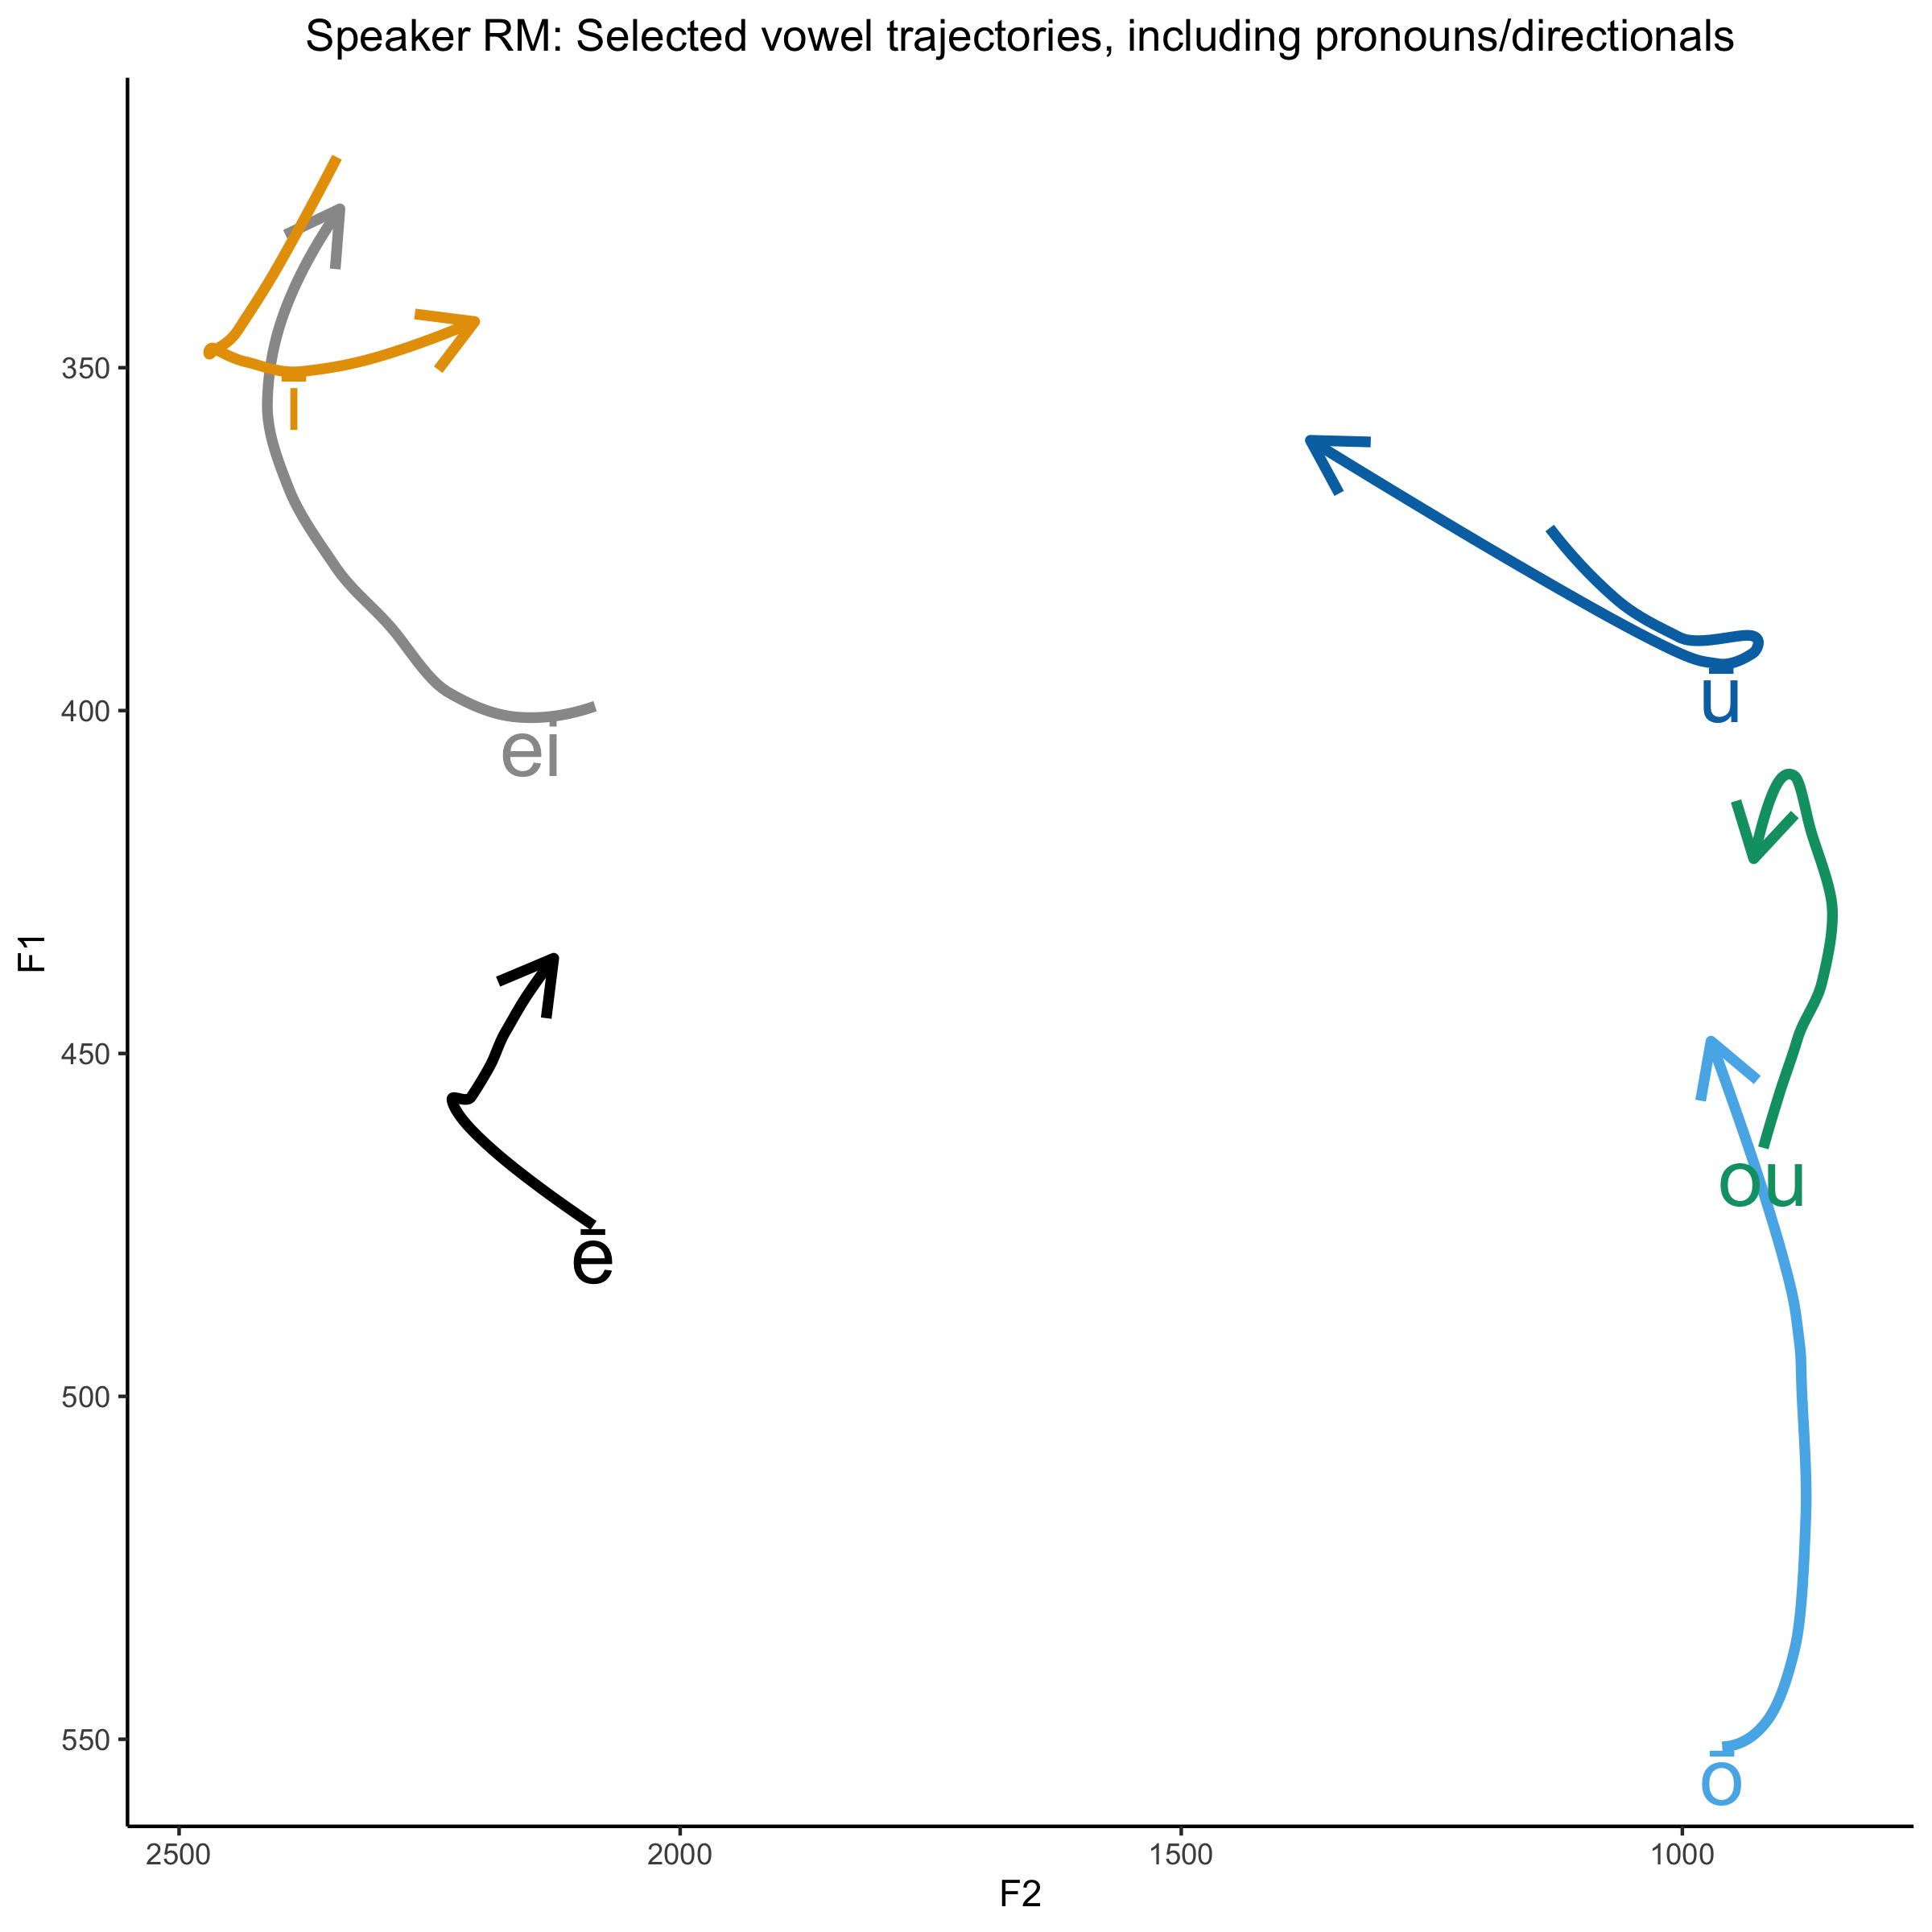 Speaker RM: Selected vowel trajectories, including pronouns/directionals
350
ī
ū
400
ei
F1
450
ou
ē
500
550
ō
2500 2000 1500 1000
F2